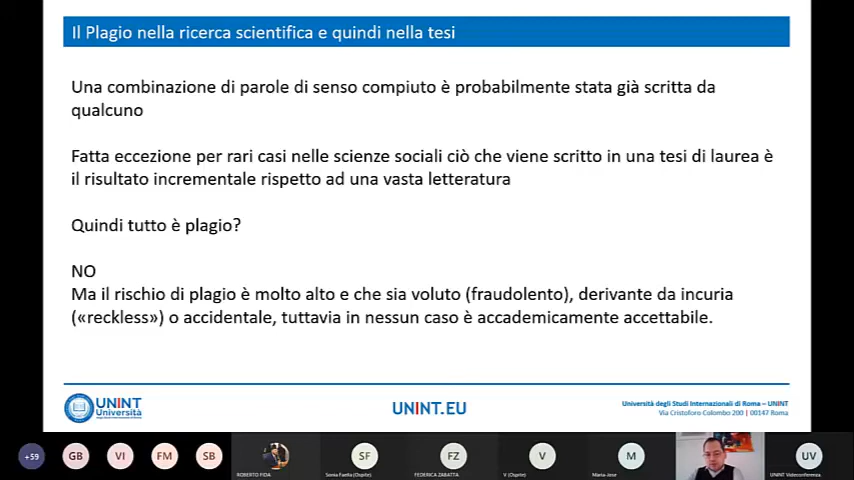 Il Plagio nella ricerca scientifica e quindi nella tesi
Una combinazione di parole di senso compiuto è probabilmente stata già scritta da
qualcuno
Fatta eccezione per rari casi nelle scienze sociali ciò che viene scritto in una tesi di laurea è
il risultato incrementale rispetto ad una vasta letteratura
Quindi tutto è plagio?
NO
Ma il rischio di plagio è molto alto e che sia voluto (fraudolento), derivante da incuria
(«reckless») o accidentale, tuttavia in nessun caso è accademicamente accettabile.
UNINT
Università
UNINT.EU
Università degli Studi Internazionali di Roma – UNINT
Via Cristoforo Colombo 200 | 00147 Roma
+59
GB
VI
FM
SB
ROBERTO FIDA
SF
Sonia Faella (Ospite)
FZ
FEDERICA ZABATTA
V
V (Ospite)
M
Maria-Jose
UV
UNINT Videoconferenza